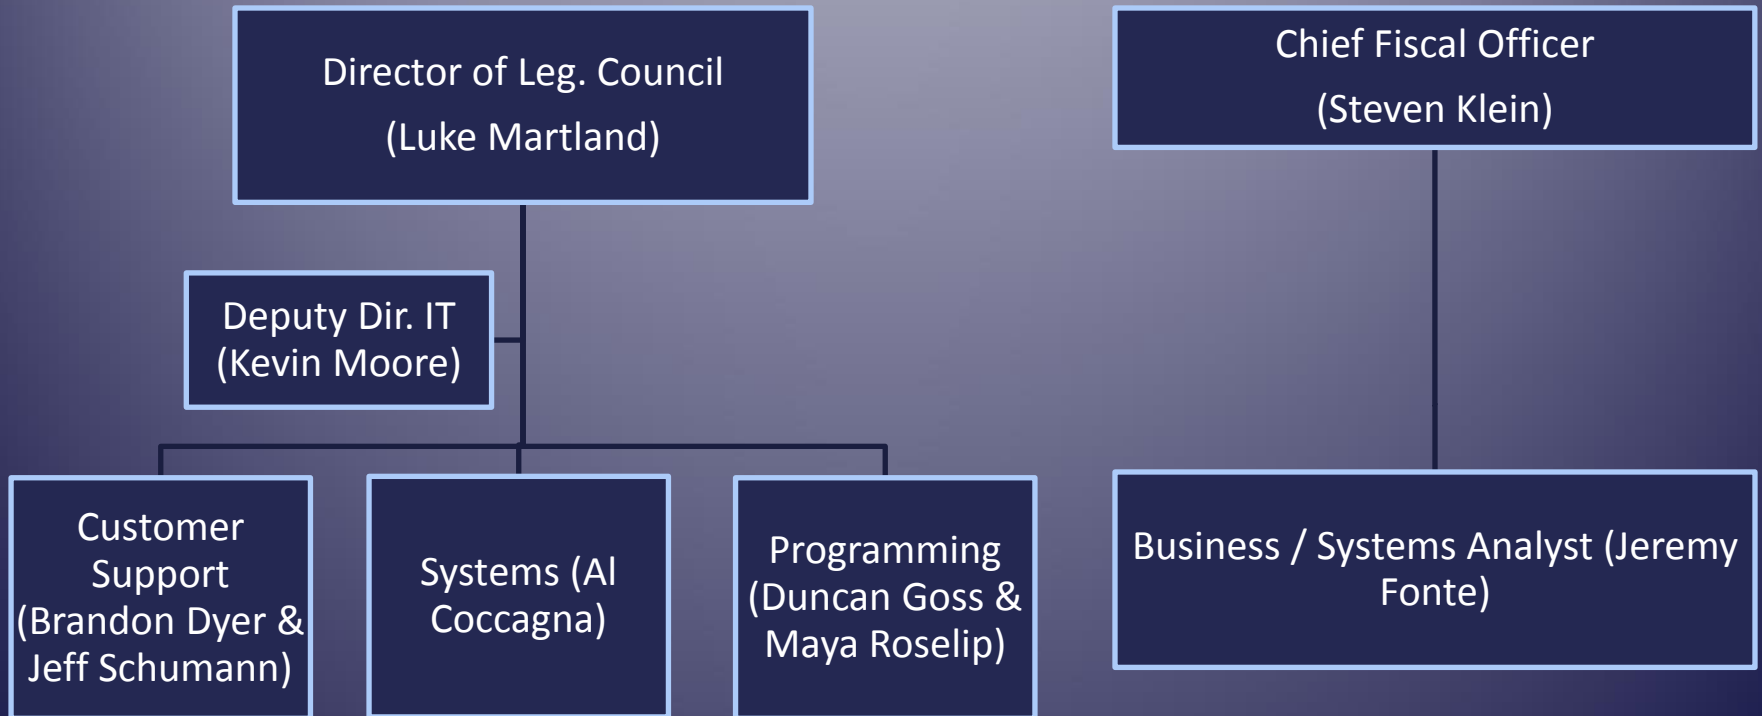 Director of Leg. Council
(Luke Martland)
Chief Fiscal Officer
(Steven Klein)
Deputy Dir. IT
(Kevin Moore)
Customer
Support
(Brandon Dyer &
Jeff Schumann)
Systems (Al
Coccagna)
Programming
(Duncan Goss &
Maya Roselip)
Business / Systems Analyst (Jeremy
Fonte)